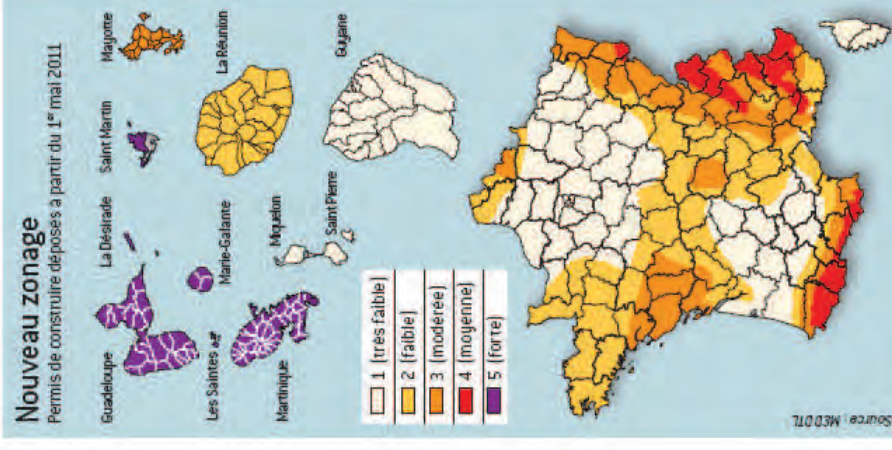 Nouveau zonage
Permis de construire déposés à partir du 1er mai 2011
Guadeloupe
La Désirade
Saint Martin
Mayotte
Les Saintes
Marie-Galante
La Réunion
Martinique
Miquelon
Saint Pierre
Guyane
1 (très faible)
2 (faible)
3 (modérée)
4 (moyenne)
5 (forte)
Source : MEDDTL